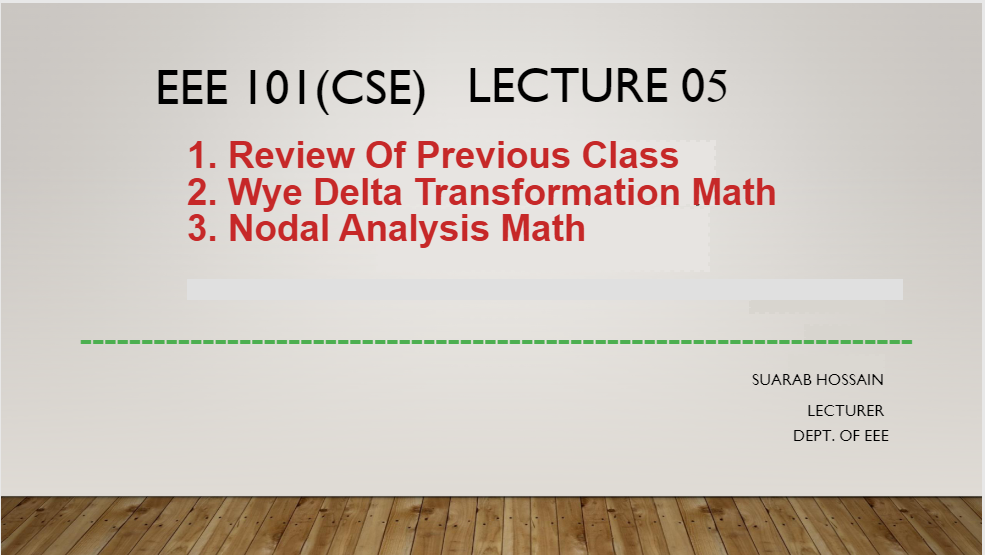 EEE 101(CSE) LECTURE 05
1. Review Of Previous Class
2. Wye Delta Transformation Math
3. Nodal Analysis Math
SUARAB HOSSAIN
LECTURER
DEPT. OF EEE